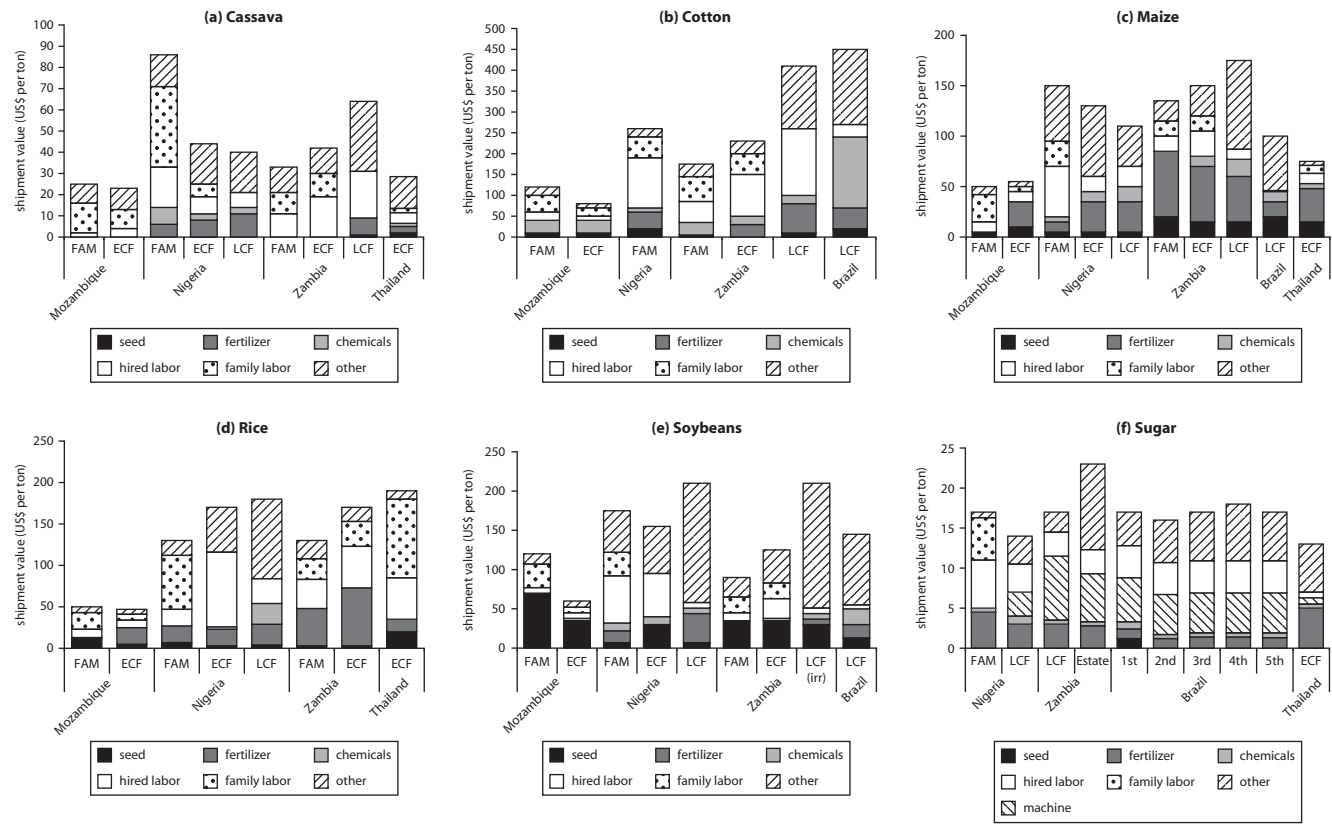 (a) Cassava
shipment value (US$ per ton)
100
90
80
70
60
50
40
30
20
10
0
FAM ECF FAM ECF LCF FAM ECF LCF ECF
Mozambique Nigeria Zambia Thailand
seed fertilizer chemicals
hired labor family labor other
(b) Cotton
shipment value (US$ per ton)
500
450
400
350
300
250
200
150
100
50
0
FAM ECF FAM FAM ECF LCF LCF
Mozambique Nigeria Zambia Brazil
seed fertilizer chemicals
hired labor family labor other
(c) Maize
shipment value (US$ per ton)
200
150
100
50
0
FAM ECF FAM ECF LCF FAM ECF LCF LCF ECF
Mozambique Nigeria Zambia Brazil Thailand
seed fertilizer chemicals
hired labor family labor other
(d) Rice
shipment value (US$ per ton)
250
200
150
100
50
0
FAM ECF FAM ECF LCF FAM ECF ECF
Mozambique Nigeria Zambia Thailand
seed fertilizer chemicals
hired labor family labor other
(e) Soybeans
shipment value (US$ per ton)
250
200
150
100
50
0
FAM ECF FAM ECF LCF FAM ECF LCF LCF
(irr)
Mozambique Nigeria Zambia Brazil
seed fertilizer chemicals
hired labor family labor other
(f) Sugar
shipment value (US$ per ton)
25
20
15
10
5
0
FAM LCF LCF Estate 1st 2nd 3rd 4th 5th ECF
Nigeria Zambia Brazil Thailand
seed fertilizer chemicals
hired labor family labor other
machine